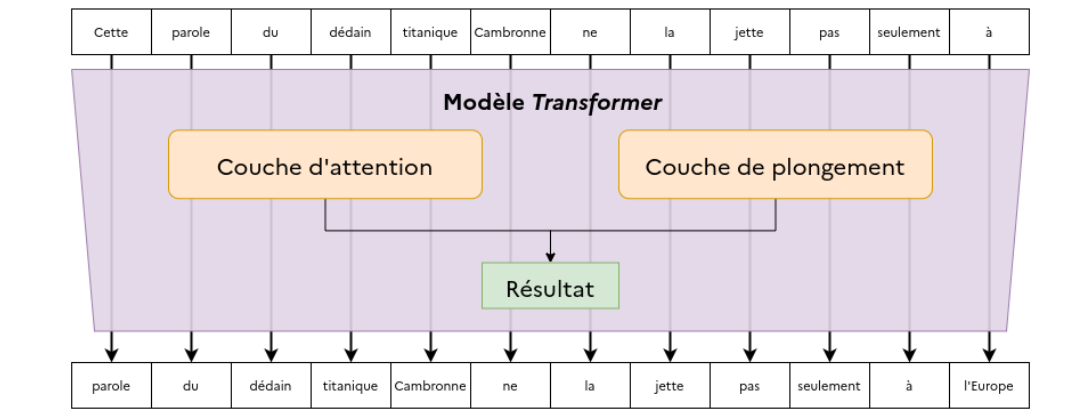 Cette parole du dédain titanique Cambronne ne la jette pas seulement à
Modèle Transformer
Couche d'attention Couche de plongement
Résultat
parole du dédain titanique Cambronne ne la jette pas seulement à l'Europe